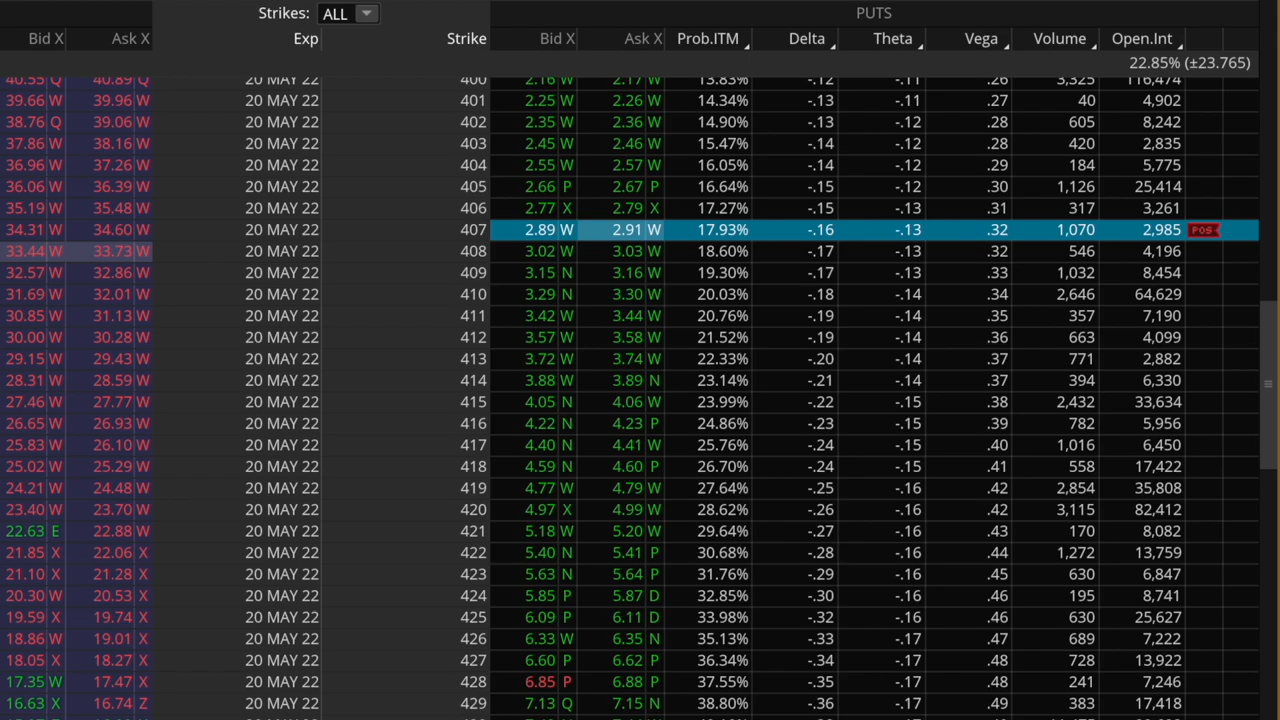 Strikes: ALL PUTS
Bid X Ask X Exp Strike Bid X Ask X Prob.ITM Delta Theta Vega Volume Open.Int
22.85% (±23.765)
40.55 Q 40.89 Q 20 MAY 22 400 2.16 W 2.17 W 13.83% -.12 -.11 .26 3,325 116,474
39.66 W 39.96 W 20 MAY 22 401 2.25 W 2.26 W 14.34% -.13 -.11 .27 40 4,902
38.76 Q 39.06 W 20 MAY 22 402 2.35 W 2.36 W 14.90% -.13 -.12 .28 605 8,242
37.86 W 38.16 W 20 MAY 22 403 2.45 W 2.46 W 15.47% -.14 -.12 .28 420 2,835
36.96 W 37.26 W 20 MAY 22 404 2.55 W 2.57 W 16.05% -.14 -.12 .29 184 5,775
36.06 W 36.39 W 20 MAY 22 405 2.66 P 2.67 P 16.64% -.15 -.12 .30 1,126 25,414
35.19 W 35.48 W 20 MAY 22 406 2.77 X 2.79 X 17.27% -.15 -.13 .31 317 3,261
34.31 W 34.60 W 20 MAY 22 407 2.89 W 2.91 W 17.93% -.16 -.13 .32 1,070 2,985 POS
33.44 W 33.73 W 20 MAY 22 408 3.02 W 3.03 W 18.60% -.17 -.13 .32 546 4,196
32.57 W 32.86 W 20 MAY 22 409 3.15 N 3.16 W 19.30% -.17 -.13 .33 1,032 8,454
31.69 W 32.01 W 20 MAY 22 410 3.29 N 3.30 W 20.03% -.18 -.14 .34 2,646 64,629
30.85 W 31.13 W 20 MAY 22 411 3.42 W 3.44 W 20.76% -.19 -.14 .35 357 7,190
30.00 W 30.28 W 20 MAY 22 412 3.57 W 3.58 W 21.52% -.19 -.14 .36 663 4,099
29.15 W 29.43 W 20 MAY 22 413 3.72 W 3.74 W 22.33% -.20 -.14 .37 771 2,882
28.31 W 28.59 W 20 MAY 22 414 3.88 W 3.89 N 23.14% -.21 -.14 .37 394 6,330
27.46 W 27.77 W 20 MAY 22 415 4.05 N 4.06 W 23.99% -.22 -.15 .38 2,432 33,634
26.65 W 26.93 W 20 MAY 22 416 4.22 N 4.23 P 24.86% -.23 -.15 .39 782 5,956
25.83 W 26.10 W 20 MAY 22 417 4.40 N 4.41 W 25.76% -.24 -.15 .40 1,016 6,450
25.02 W 25.29 W 20 MAY 22 418 4.59 N 4.60 P 26.70% -.24 -.15 .41 558 17,422
24.21 W 24.48 W 20 MAY 22 419 4.77 W 4.79 W 27.64% -.25 -.16 .42 2,854 35,808
23.40 W 23.70 W 20 MAY 22 420 4.97 X 4.99 W 28.62% -.26 -.16 .42 3,115 82,412
22.63 E 22.88 W 20 MAY 22 421 5.18 W 5.20 W 29.64% -.27 -.16 .43 170 8,082
21.85 X 22.06 X 20 MAY 22 422 5.40 N 5.41 P 30.68% -.28 -.16 .44 1,272 13,759
21.10 X 21.28 X 20 MAY 22 423 5.63 N 5.64 P 31.76% -.29 -.16 .45 630 6,847
20.30 W 20.53 X 20 MAY 22 424 5.85 P 5.87 D 32.85% -.30 -.16 .46 195 8,741
19.59 X 19.74 X 20 MAY 22 425 6.09 P 6.11 D 33.98% -.32 -.16 .46 630 25,627
18.86 W 19.01 X 20 MAY 22 426 6.33 W 6.35 N 35.13% -.33 -.17 .47 689 7,222
18.05 X 18.27 X 20 MAY 22 427 6.60 P 6.62 P 36.34% -.34 -.17 .48 728 13,922
17.35 W 17.47 X 20 MAY 22 428 6.85 P 6.88 P 37.55% -.35 -.17 .48 241 7,246
16.63 X 16.74 Z 20 MAY 22 429 7.13 Q 7.15 N 38.80% -.36 -.17 .49 383 17,418